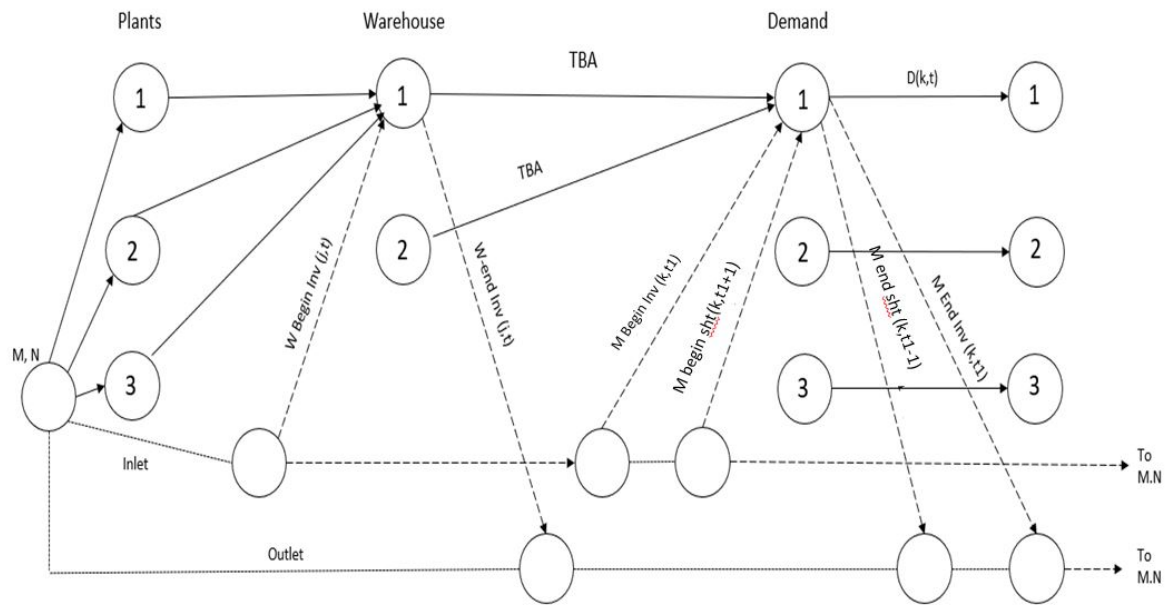 Plants
Warehouse
Demand
TBA
D(k,t)
1
1
1
1
TBA
2
2
2
2
W Begin Inv (j,t)
W-end Inv (j,t)
M Begin Inv (k,t1)
M begin sht(k,t1+1)
M end sht (k,t1-1)
M End Inv (k,t1)
M, N
3
3
3
Inlet
To
M.N
Outlet
To
M.N